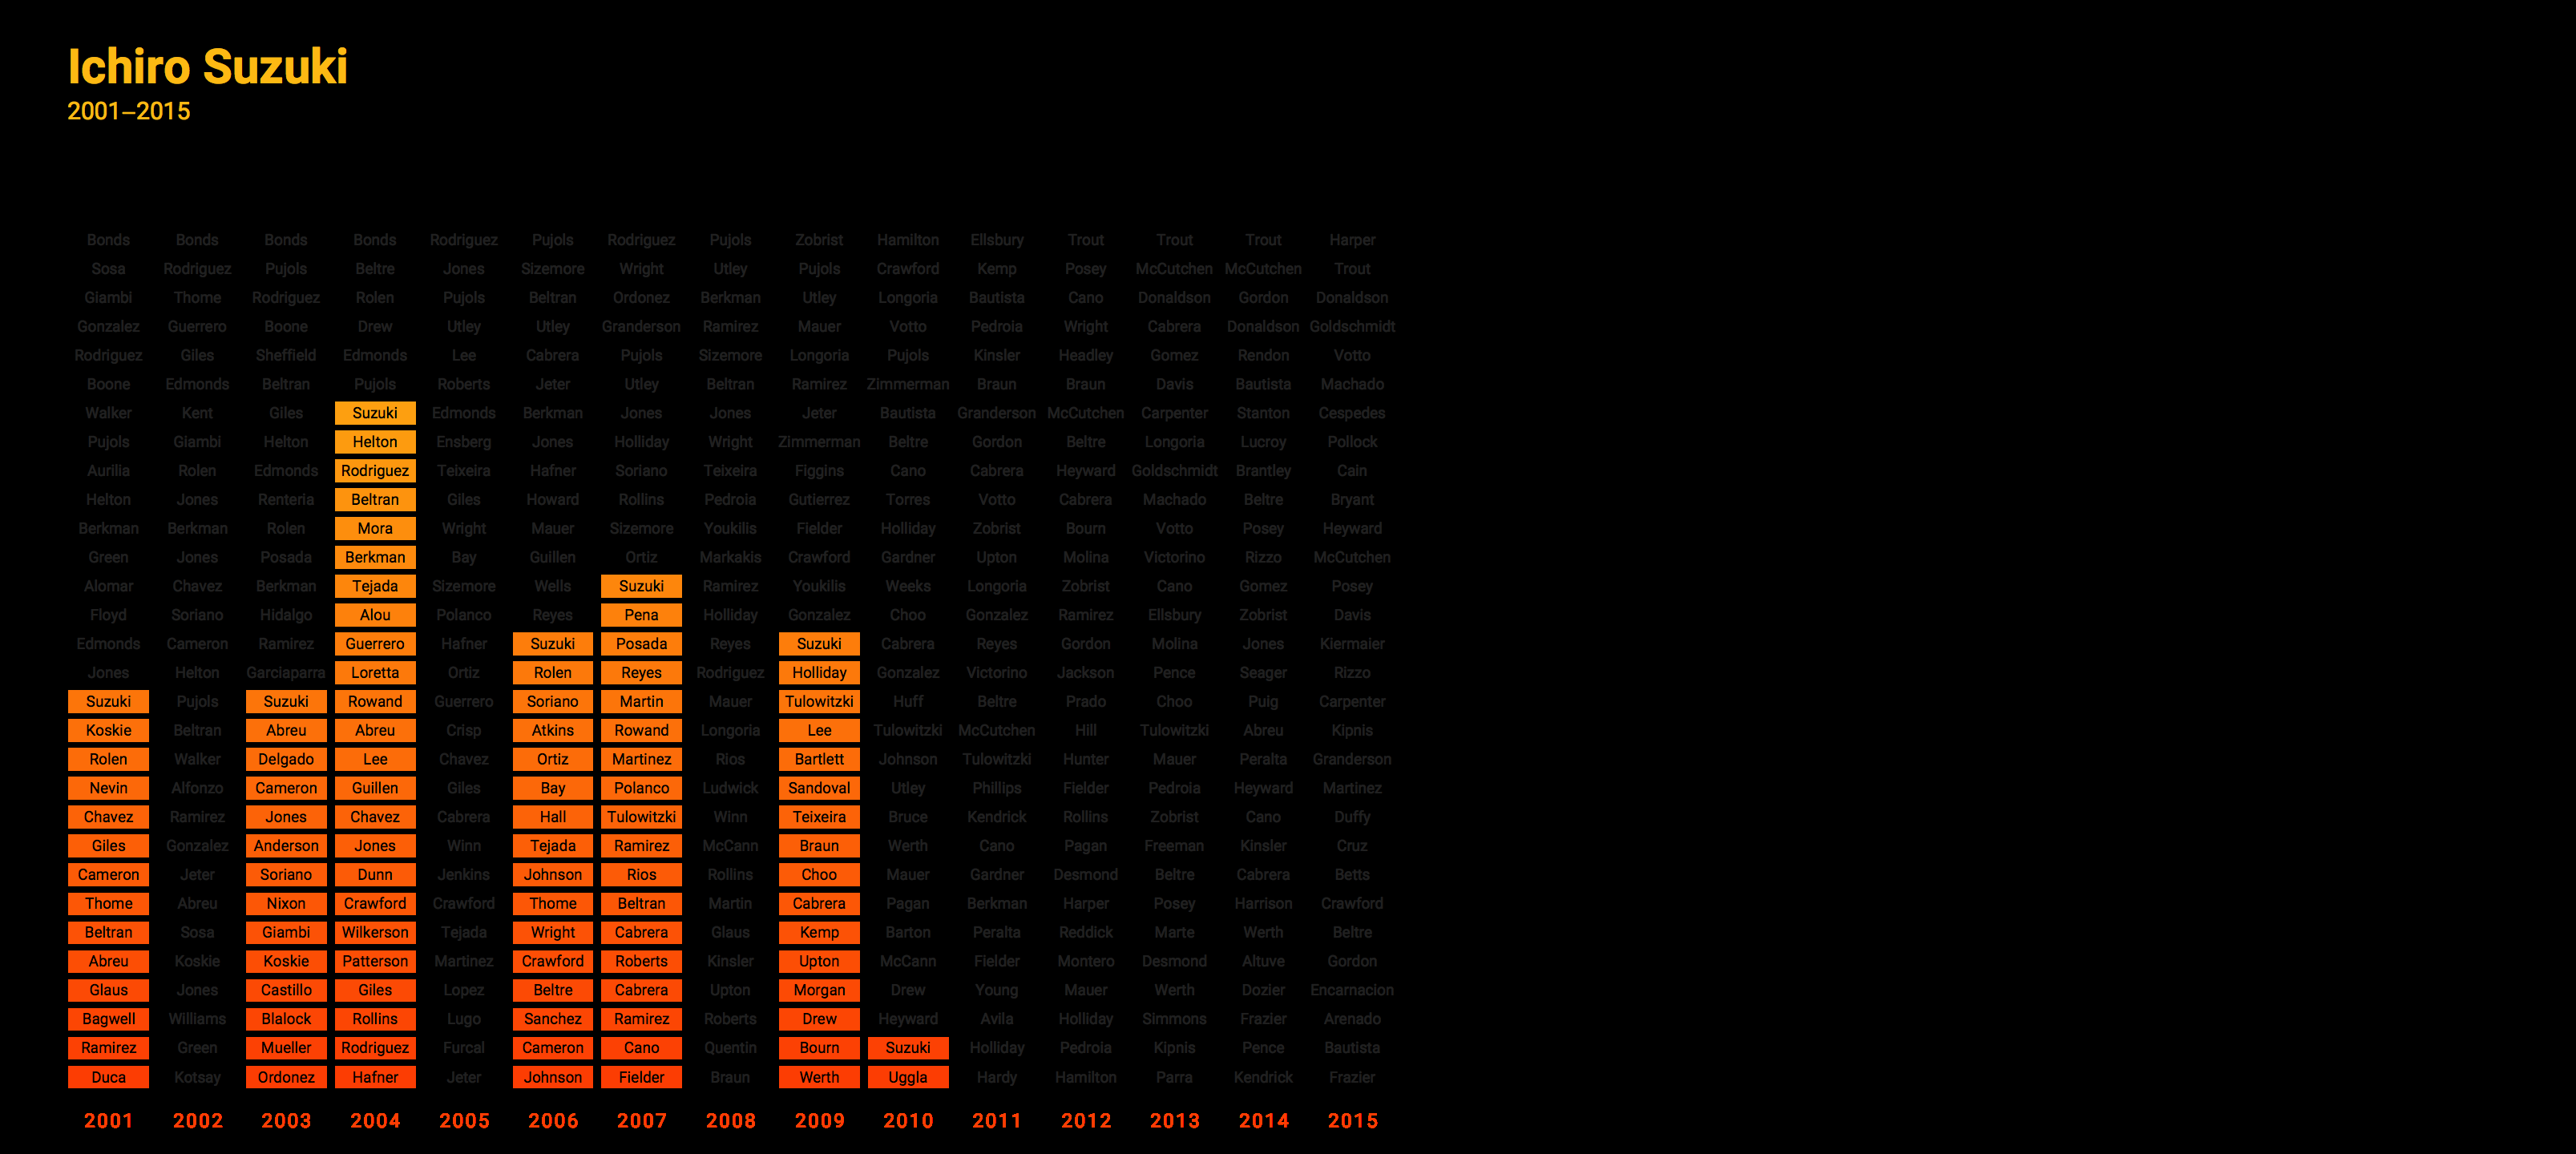 Ichiro Suzuki
2001–2015
Bonds Bonds Bonds Bonds Rodriguez Pujols Rodriguez Pujols Zobrist Hamilton Ellsbury Trout Trout Trout Harper
Sosa Rodriguez Pujols Beltre Jones Sizemore Wright Utley Pujols Crawford Kemp Posey McCutchen McCutchen Trout
Giambi Thome Rodriguez Rolen Pujols Beltran Ordonez Berkman Utley Longoria Bautista Cano Donaldson Gordon Donaldson
Gonzalez Guerrero Boone Drew Utley Utley Granderson Ramirez Mauer Votto Pedroia Wright Cabrera Donaldson Goldschmidt
Rodriguez Giles Sheffield Edmonds Lee Cabrera Pujols Sizemore Longoria Pujols Kinsler Headley Gomez Rendon Votto
Boone Edmonds Beltran Pujols Roberts Jeter Utley Beltran Ramirez Zimmerman Braun Braun Davis Bautista Machado
Walker Kent Giles Suzuki Edmonds Berkman Jones Jones Jeter Bautista Granderson McCutchen Carpenter Stanton Cespedes
Pujols Giambi Helton Helton Ensberg Jones Holliday Wright Zimmerman Beltre Gordon Beltre Longoria Lucroy Pollock
Aurilia Rolen Edmonds Rodriguez Teixeira Hafner Soriano Teixeira Figgins Cano Cabrera Heyward Goldschmidt Brantley Cain
Helton Jones Renteria Beltran Giles Howard Rollins Pedroia Gutierrez Torres Votto Cabrera Machado Beltre Bryant
Berkman Berkman Rolen Mora Wright Mauer Sizemore Youkilis Fielder Holliday Zobrist Bourn Votto Posey Heyward
Green Jones Posada Berkman Bay Guillen Ortiz Markakis Crawford Gardner Upton Molina Victorino Rizzo McCutchen
Alomar Chavez Berkman Tejada Sizemore Wells Suzuki Ramirez Youkilis Weeks Longoria Zobrist Cano Gomez Posey
Floyd Soriano Hidalgo Alou Polanco Reyes Pena Holliday Gonzalez Choo Gonzalez Ramirez Ellsbury Zobrist Davis
Edmonds Cameron Ramirez Guerrero Hafner Suzuki Posada Reyes Suzuki Cabrera Reyes Gordon Molina Jones Kiermaier
Jones Helton Garciaparra Loretta Ortiz Rolen Reyes Rodriguez Holliday Gonzalez Victorino Jackson Pence Seager Rizzo
Suzuki Pujols Suzuki Rowand Guerrero Soriano Martin Mauer Tulowitzki Huff Beltre Prado Choo Puig Carpenter
Koskie Beltran Abreu Abreu Crisp Atkins Rowand Longoria Lee Tulowitzki McCutchen Hill Tulowitzki Abreu Kipnis
Rolen Walker Delgado Lee Chavez Ortiz Martinez Rios Bartlett Johnson Tulowitzki Hunter Mauer Peralta Granderson
Nevin Alfonzo Cameron Guillen Giles Bay Polanco Ludwick Sandoval Utley Phillips Fielder Pedroia Heyward Martinez
Chavez Ramirez Jones Chavez Cabrera Hall Tulowitzki Winn Teixeira Bruce Kendrick Rollins Zobrist Cano Duffy
Giles Gonzalez Anderson Jones Winn Tejada Ramirez McCann Braun Werth Cano Pagan Freeman Kinsler Cruz
Cameron Jeter Soriano Dunn Jenkins Johnson Rios Rollins Choo Mauer Gardner Desmond Beltre Cabrera Betts
Thome Abreu Nixon Crawford Crawford Thome Beltran Martin Cabrera Pagan Berkman Harper Posey Harrison Crawford
Beltran Sosa Giambi Wilkerson Tejada Wright Cabrera Glaus Kemp Barton Peralta Reddick Marte Werth Beltre
Abreu Koskie Koskie Patterson Martinez Crawford Roberts Kinsler Upton McCann Fielder Montero Desmond Altuve Gordon
Glaus Jones Castillo Giles Lopez Beltre Cabrera Upton Morgan Drew Young Mauer Werth Dozier Encarnacion
Bagwell Williams Blalock Rollins Lugo Sanchez Ramirez Roberts Drew Heyward Avila Holliday Simmons Frazier Arenado
Ramirez Green Mueller Rodriguez Furcal Cameron Cano Quentin Bourn Suzuki Holliday Pedroia Kipnis Pence Bautista
Duca Kotsay Ordonez Hafner Jeter Johnson Fielder Braun Werth Uggla Hardy Hamilton Parra Kendrick Frazier
2001 2002 2003 2004 2005 2006 2007 2008 2009 2010 2011 2012 2013 2014 2015